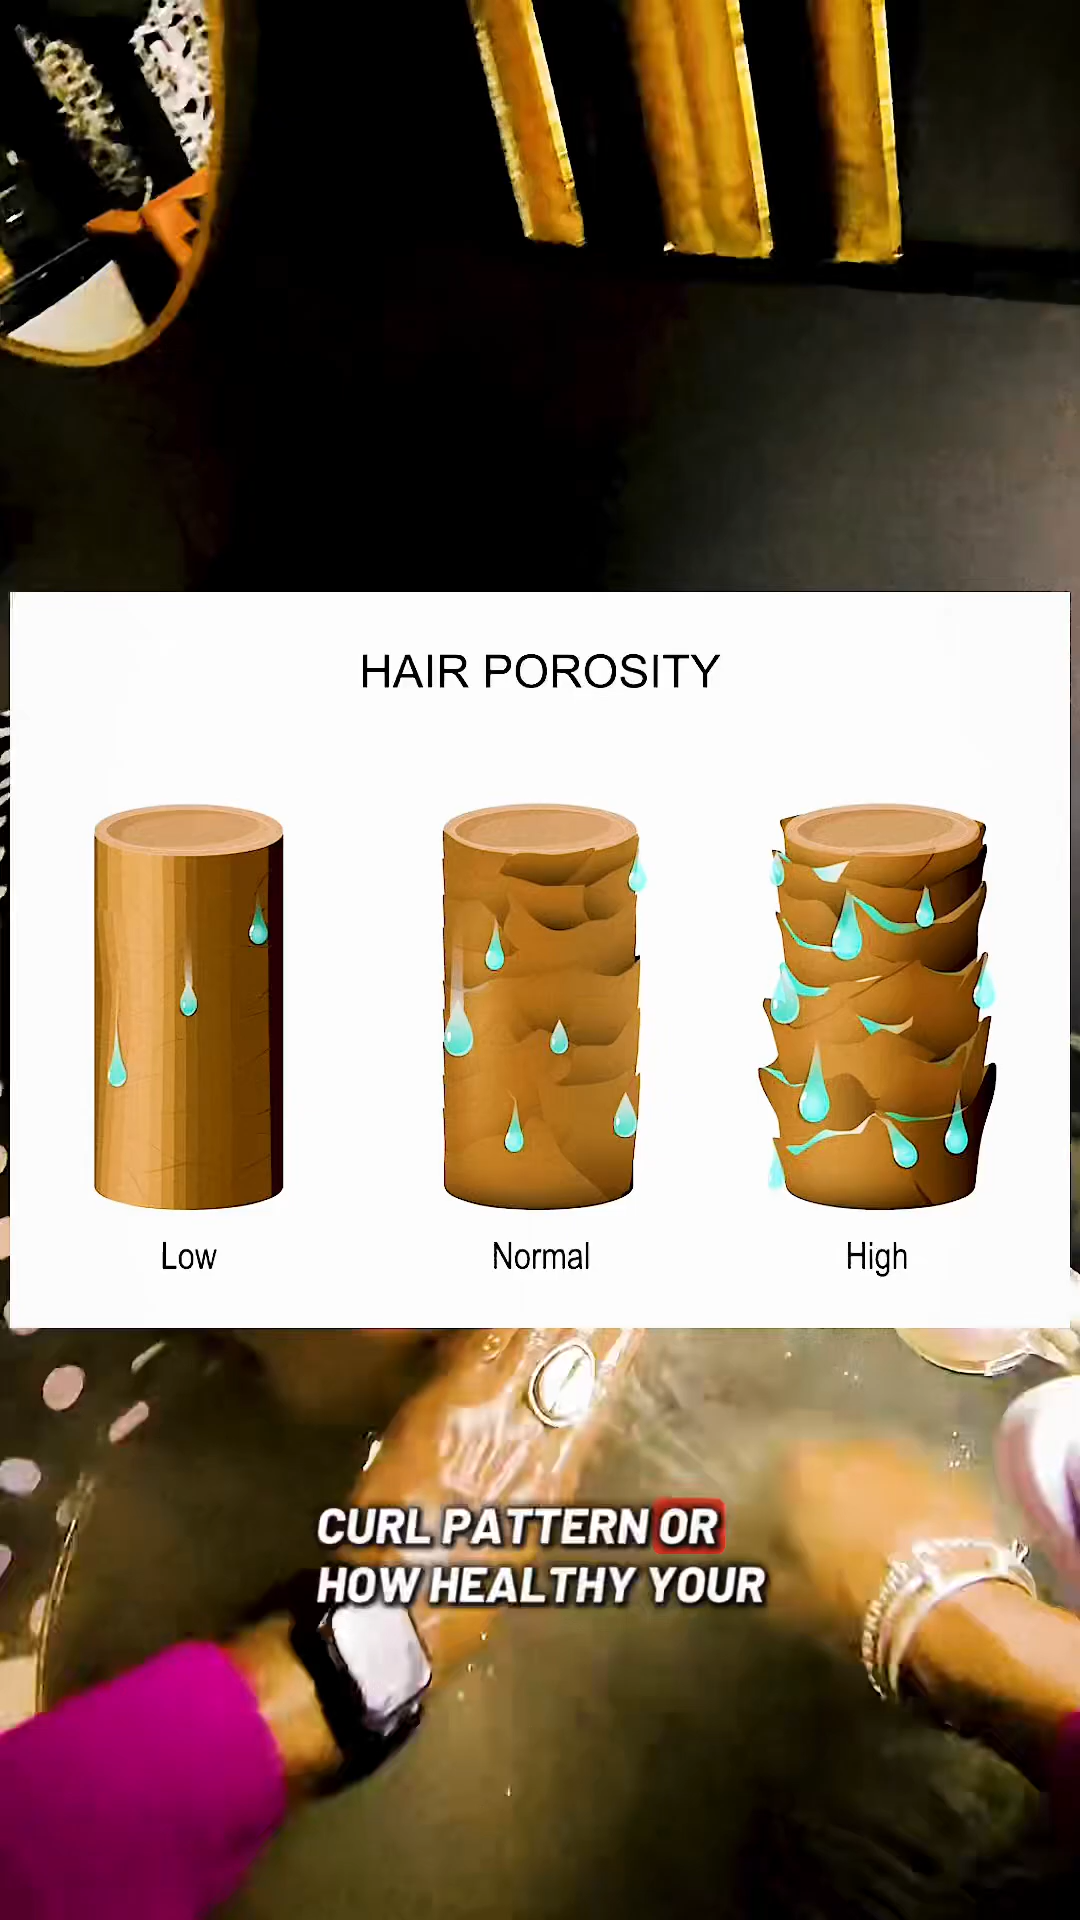 HAIR POROSITY
Low
Normal
High
CURL PATTERN OR
HOW HEALTHY YOUR